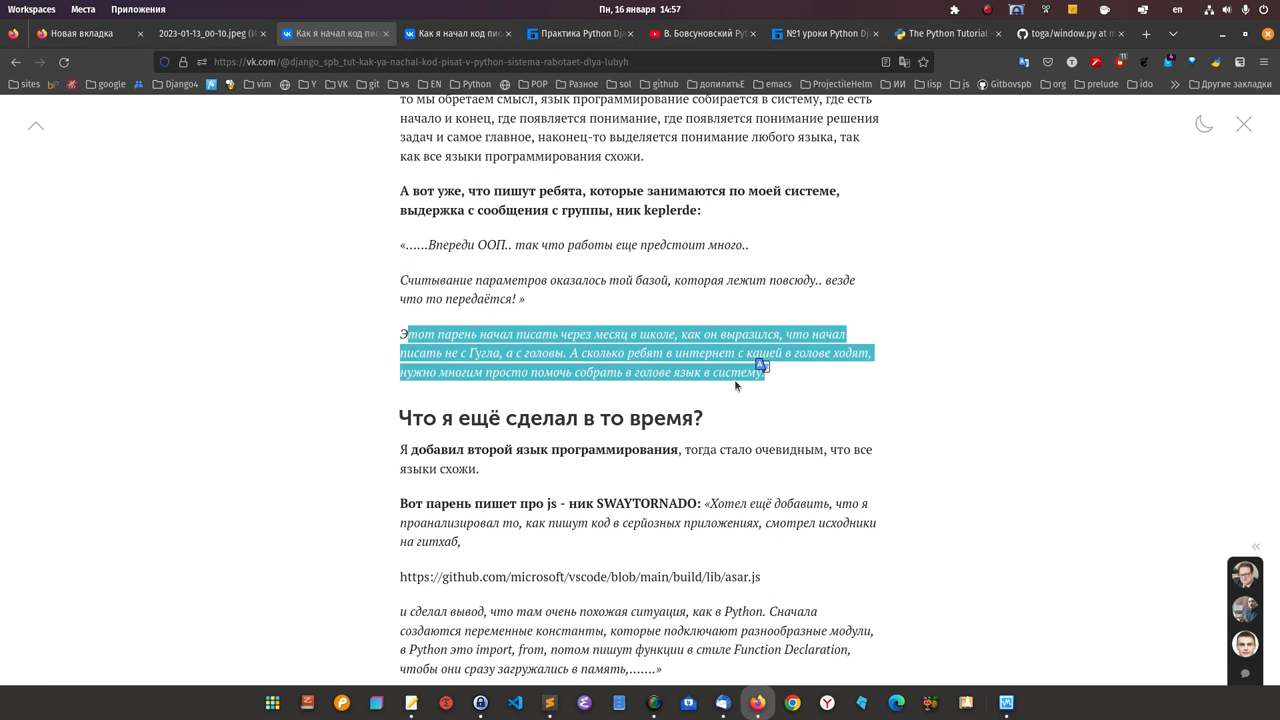 Workspaces Места Приложения Пн, 16 января 14:57 en
Новая вкладка 2023-01-13_00-10.jpeg (И Как я начал код пис Как я начал код пис Практика Python Dja В. Бовсуновский Py №1 уроки Python Dja The Python Tutorial toga/window.py at m
https://vk.com/@django_spb_tut-kak-ya-nachal-kod-pisat-v-python-sistema-rabotaet-dlya-lubyh 11
sites google Django4 git vim Y VK git POP Разное sol github допилитьЕ emacs ProjectileHelm ИИ lisp js Gitbovspb org prelude ido Другие закладки
то мы обретаем смысл, язык программирование собирается в систему, где есть
начало и конец, где появляется понимание, где появляется понимание решения
задач и самое главное, наконец-то выделяется понимание любого языка, так
как все языки программирования схожи.
А вот уже, что пишут ребята, которые занимаются по моей системе,
выдержка с сообщения с группы, ник keplerde:
«......Впереди ООП.. так что работы еще предстоит много..
Считывание параметров оказалось той базой, которая лежит повсюду.. везде
что то передаётся! »
Этот парень начал писать через месяц в школе, как он выразился, что начал
писать не с Гугла, а с головы. А сколько ребят в интернет с кашей в голове ходят,
нужно многим просто помочь собрать в голове язык в систему.
Что я ещё сделал в то время?
Я добавил второй язык программирования, тогда стало очевидным, что все
языки схожи.
Вот парень пишет про js - ник SWAYTORNADO: «Хотел ещё добавить, что я
проанализировал то, как пишут код в серйозных приложениях, смотрел исходники
на гитхаб,
https://github.com/microsoft/vscode/blob/main/build/lib/asar.js
и сделал вывод, что там очень похожая ситуация, как в Python. Сначала
создаются переменные константы, которые подключают разнообразные модули,
в Python это import, from, потом пишут функции в стиле Function Declaration,
чтобы они сразу загружались в память,.......»